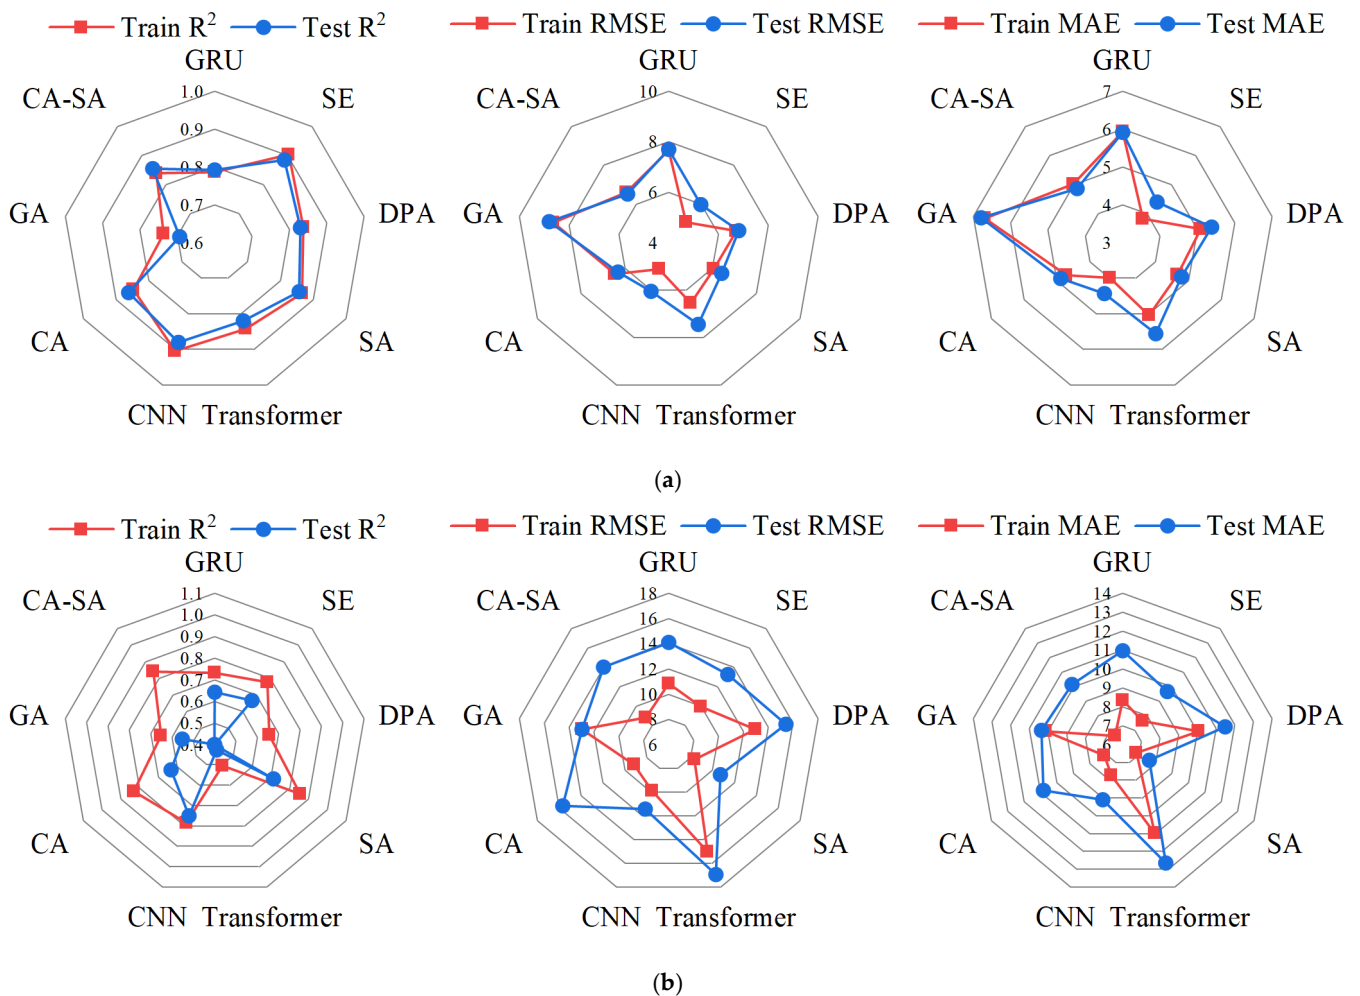 Train R² Test R²
GRU
SE
DPA
SA
Transformer
CNN
CA
GA
CA-SA
1.0
0.9
0.8
0.7
0.6
Train RMSE Test RMSE
GRU
SE
DPA
SA
Transformer
CNN
CA
GA
CA-SA
10
8
6
4
Train MAE Test MAE
GRU
SE
DPA
SA
Transformer
CNN
CA
GA
CA-SA
7
6
5
4
3
(a)
Train R² Test R²
GRU
SE
DPA
SA
Transformer
CNN
CA
GA
CA-SA
1.1
1.0
0.9
0.8
0.7
0.6
0.5
0.4
Train RMSE Test RMSE
GRU
SE
DPA
SA
Transformer
CNN
CA
GA
CA-SA
18
16
14
12
10
8
6
Train MAE Test MAE
GRU
SE
DPA
SA
Transformer
CNN
CA
GA
CA-SA
14
13
12
11
10
9
8
7
6
(b)